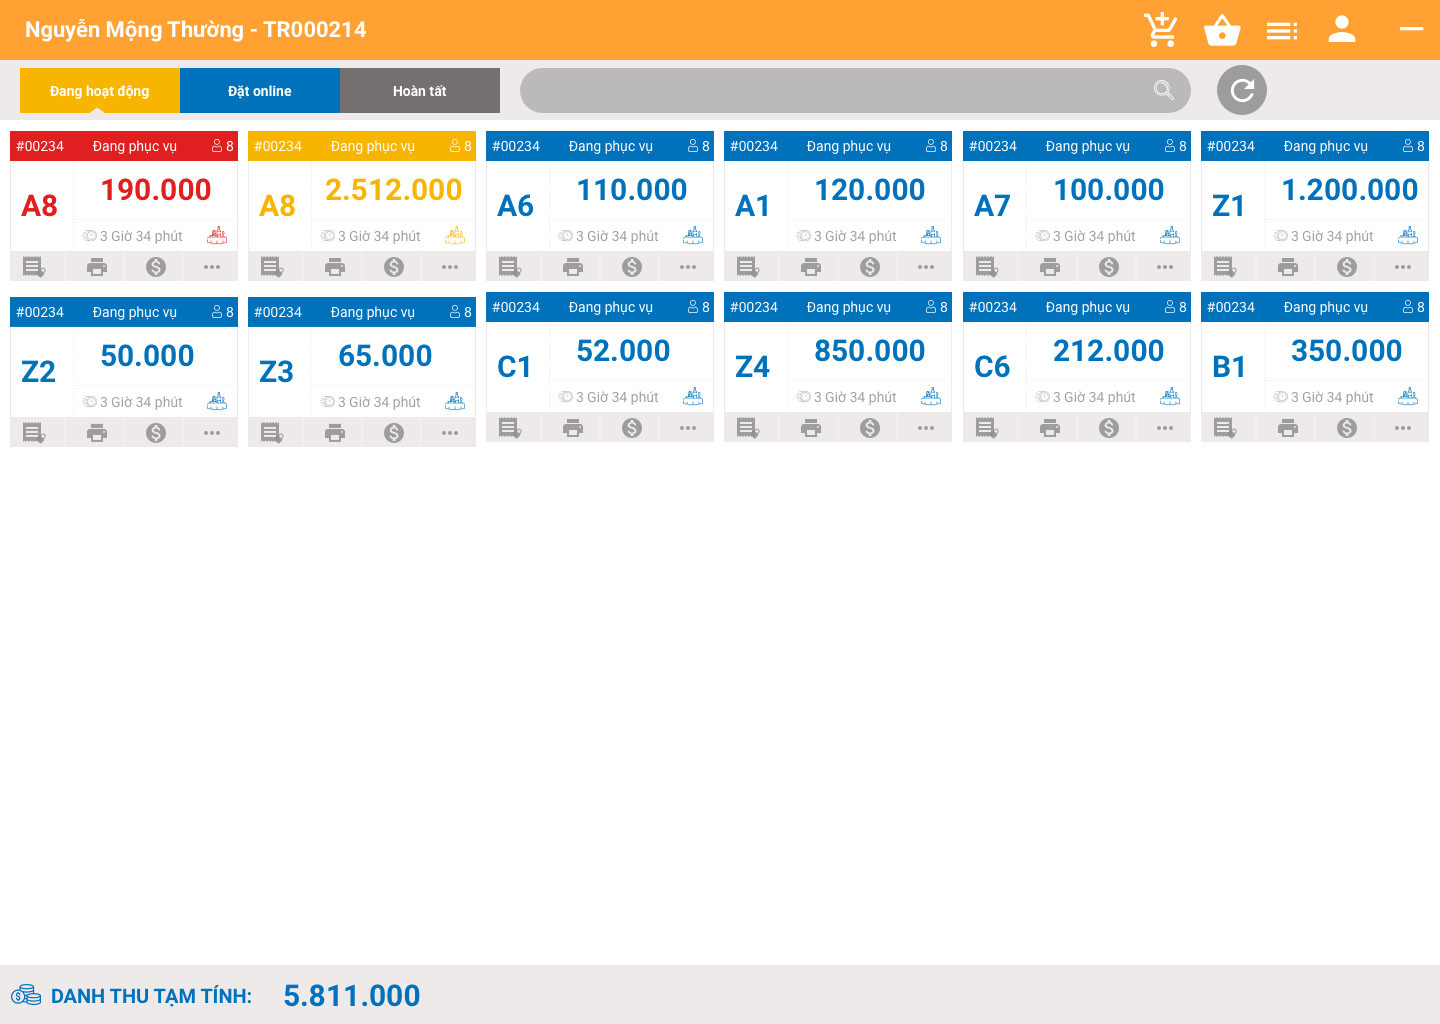 Nguyễn Mộng Thường - TR000214
Đang hoạt động
Đặt online
Hoàn tất
#00234 Đang phục vụ 8
A8
190.000
3 Giờ 34 phút
#00234 Đang phục vụ 8
A8
2.512.000
3 Giờ 34 phút
#00234 Đang phục vụ 8
A6
110.000
3 Giờ 34 phút
#00234 Đang phục vụ 8
A1
120.000
3 Giờ 34 phút
#00234 Đang phục vụ 8
A7
100.000
3 Giờ 34 phút
#00234 Đang phục vụ 8
Z1
1.200.000
3 Giờ 34 phút
#00234 Đang phục vụ 8
Z2
50.000
3 Giờ 34 phút
#00234 Đang phục vụ 8
Z3
65.000
3 Giờ 34 phút
#00234 Đang phục vụ 8
C1
52.000
3 Giờ 34 phút
#00234 Đang phục vụ 8
Z4
850.000
3 Giờ 34 phút
#00234 Đang phục vụ 8
C6
212.000
3 Giờ 34 phút
#00234 Đang phục vụ 8
B1
350.000
3 Giờ 34 phút
DANH THU TẠM TÍNH: 5.811.000